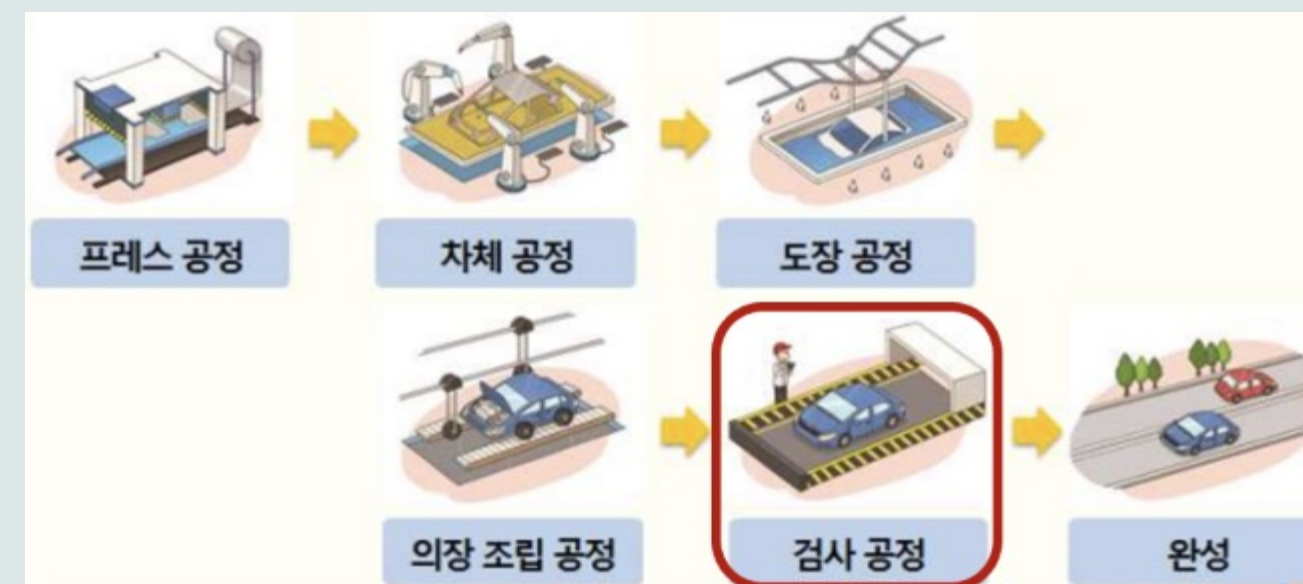 프레스 공정
차체 공정
도장 공정
의장 조립 공정
검사 공정
완성